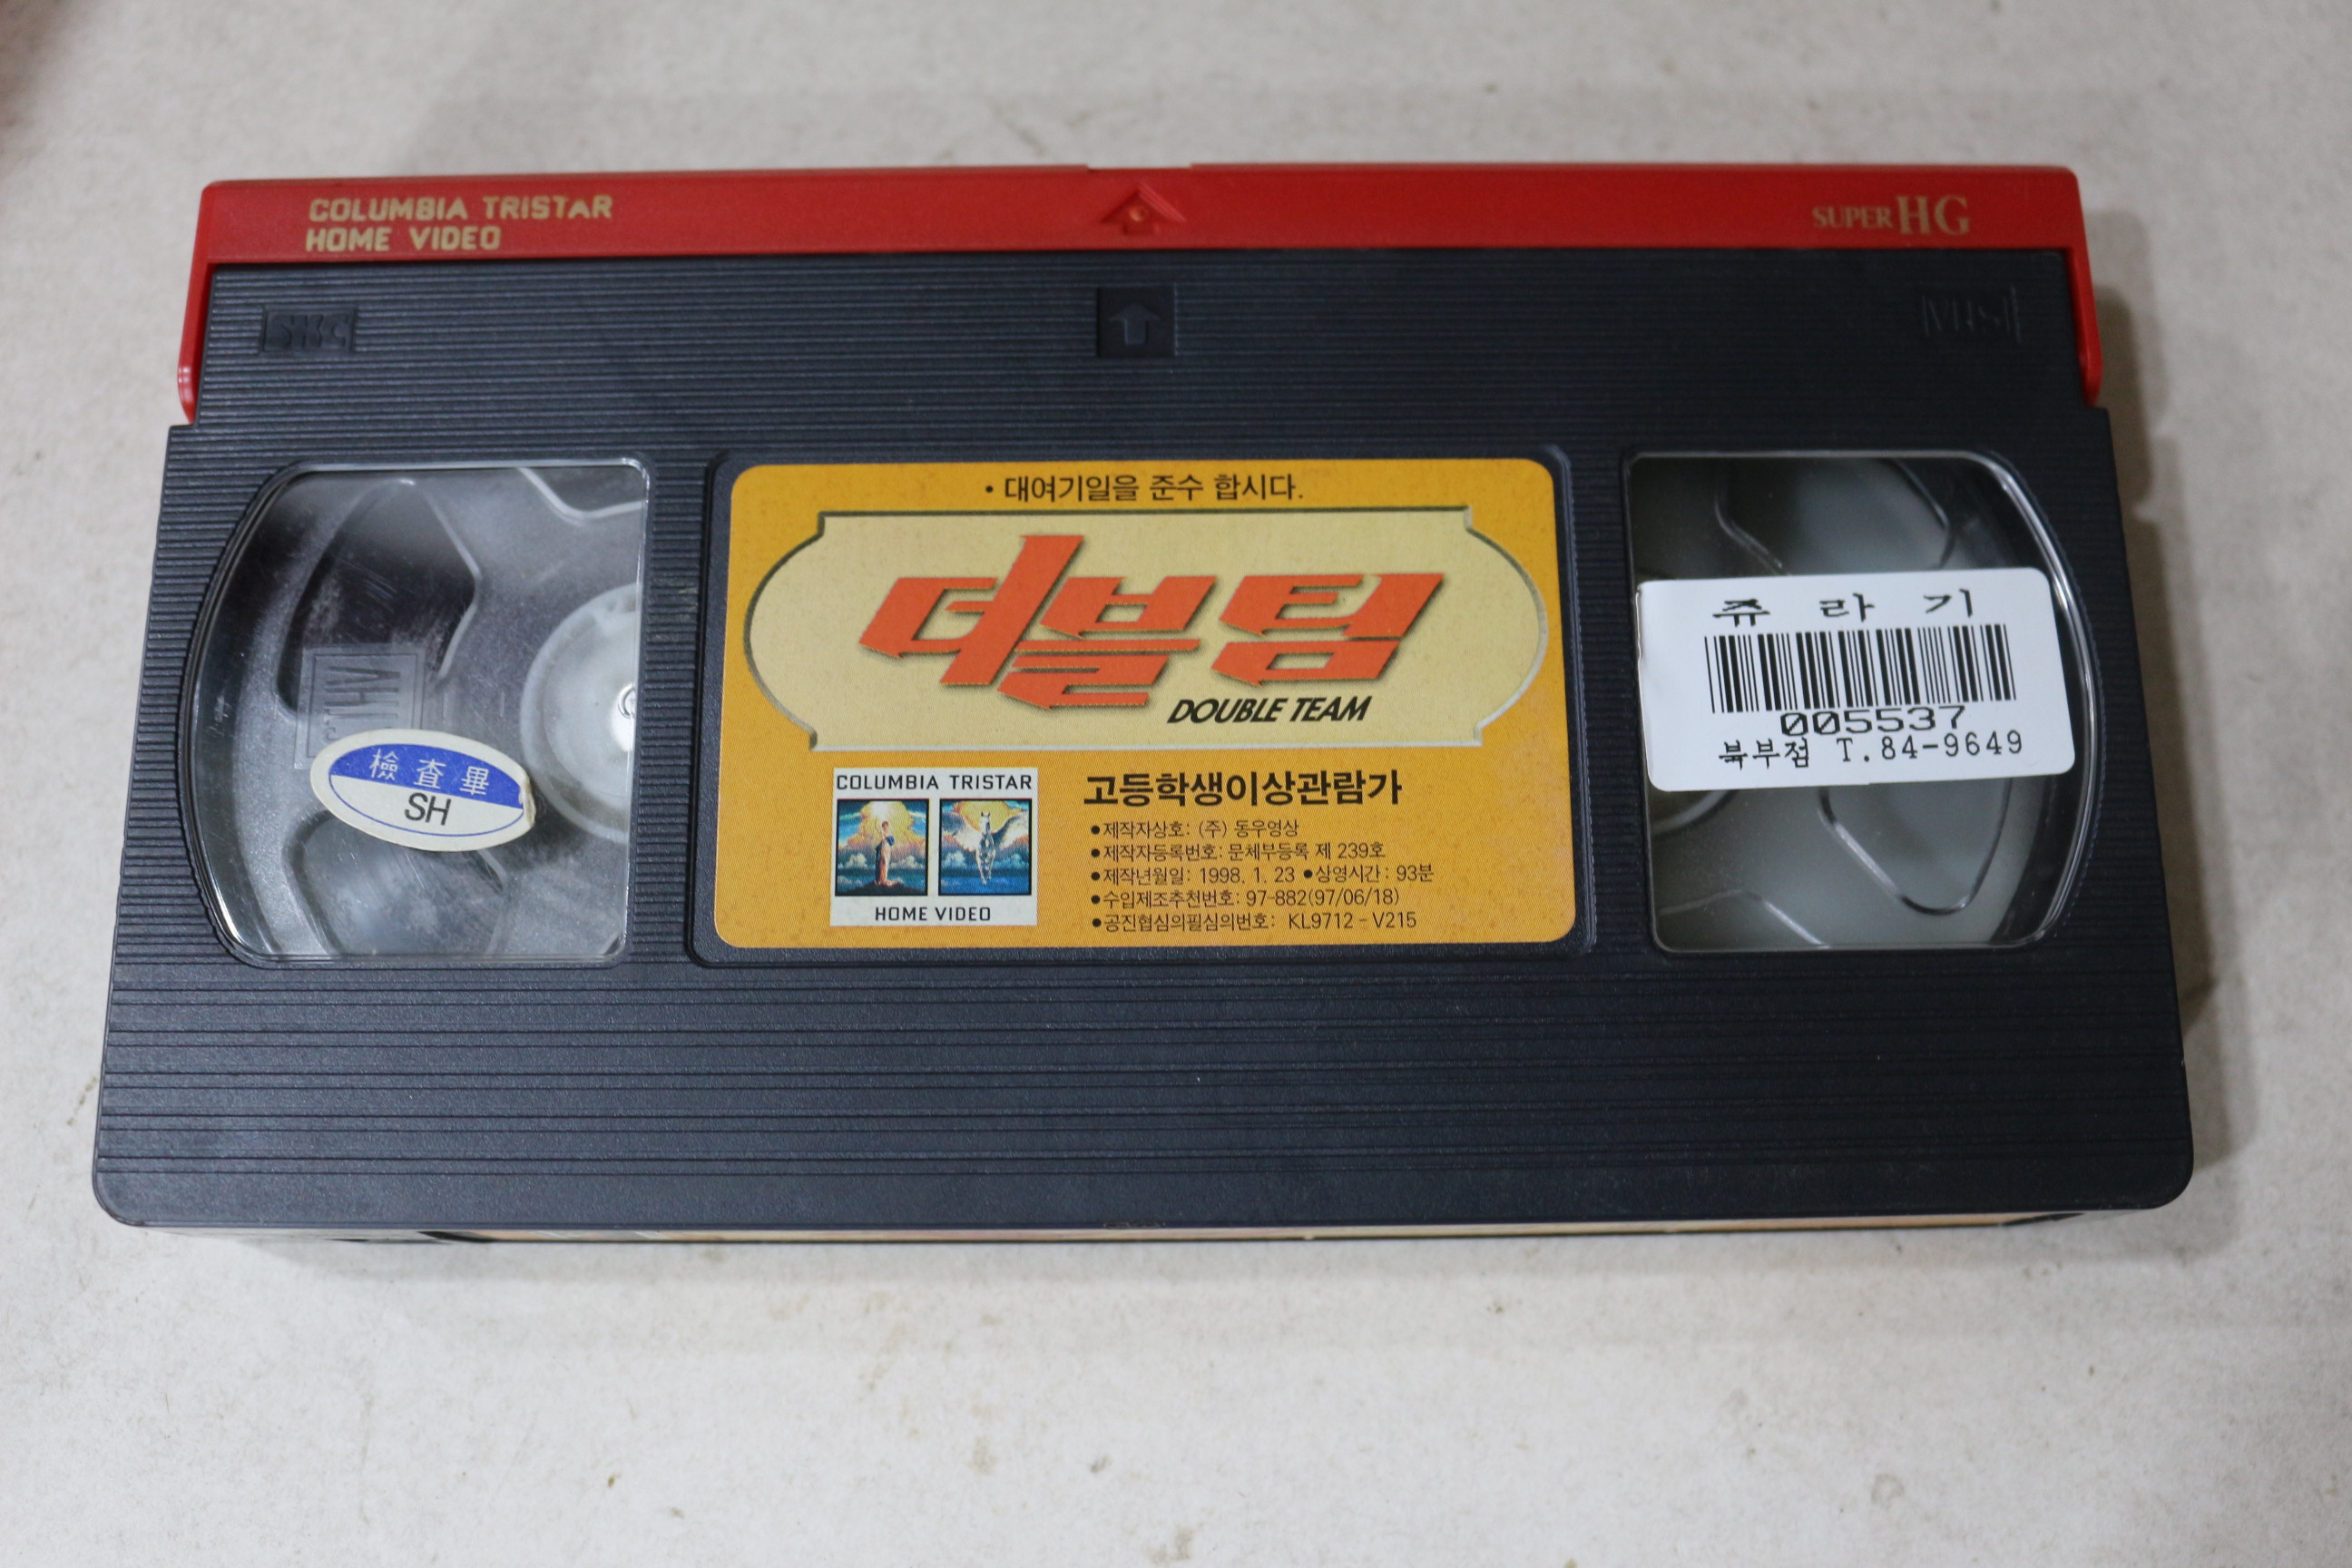 COLUMBIA TRISTAR
HOME VIDEO
SUPER HG
SKC
VHS
• 대여기일을 준수 합시다.
더블팀
DOUBLE TEAM
COLUMBIA TRISTAR
HOME VIDEO
고등학생이상관람가
•제작자상호: (주) 동우영상
•제작자등록번호: 문체부등록 제 239호
•제작년월일: 1998. 1. 23 •상영시간: 93분
•수입제조추천번호: 97-882(97/06/18)
•공진협심의필심의번호: KL9712-V215
檢査畢
SH
쥬라기
005537
북부점 T.84-9649